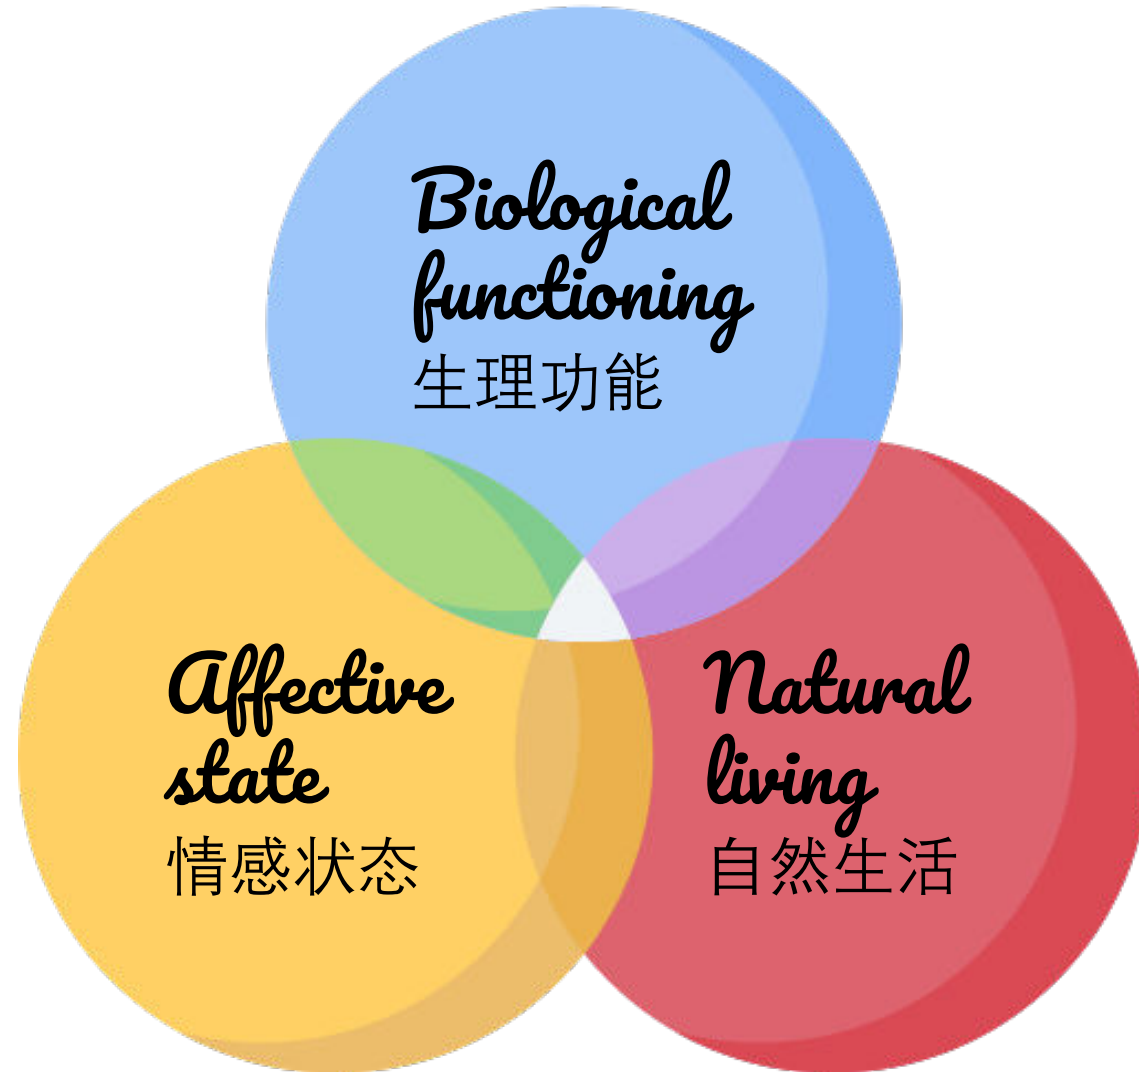 Biological
functioning
生理功能
Affective
state
情感状态
Natural
living
自然生活